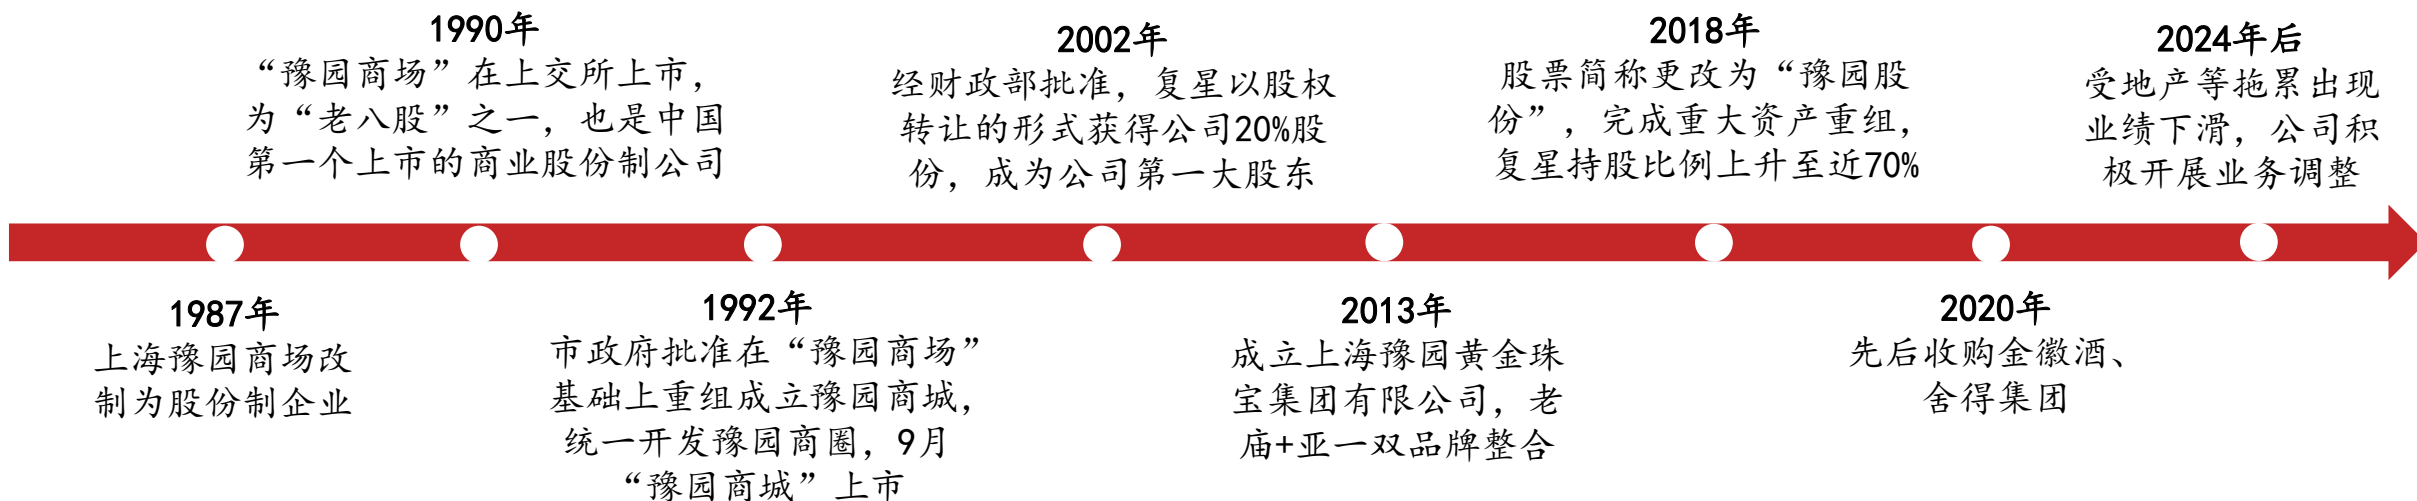 1990年
“豫园商场”在上交所上市，
为“老八股”之一，也是中国
第一个上市的商业股份制公司
2002年
经财政部批准，复星以股权
转让的形式获得公司20%股
份，成为公司第一大股东
2018年
股票简称更改为“豫园股
份”，完成重大资产重组，
复星持股比例上升至近70%
2024年后
受地产等拖累出现
业绩下滑，公司积
极开展业务调整
1987年
上海豫园商场改
制为股份制企业
1992年
市政府批准在“豫园商场”
基础上重组成立豫园商城，
统一开发豫园商圈，9月
“豫园商城”上市
2013年
成立上海豫园黄金珠
宝集团有限公司，老
庙+亚一双品牌整合
2020年
先后收购金徽酒、
舍得集团